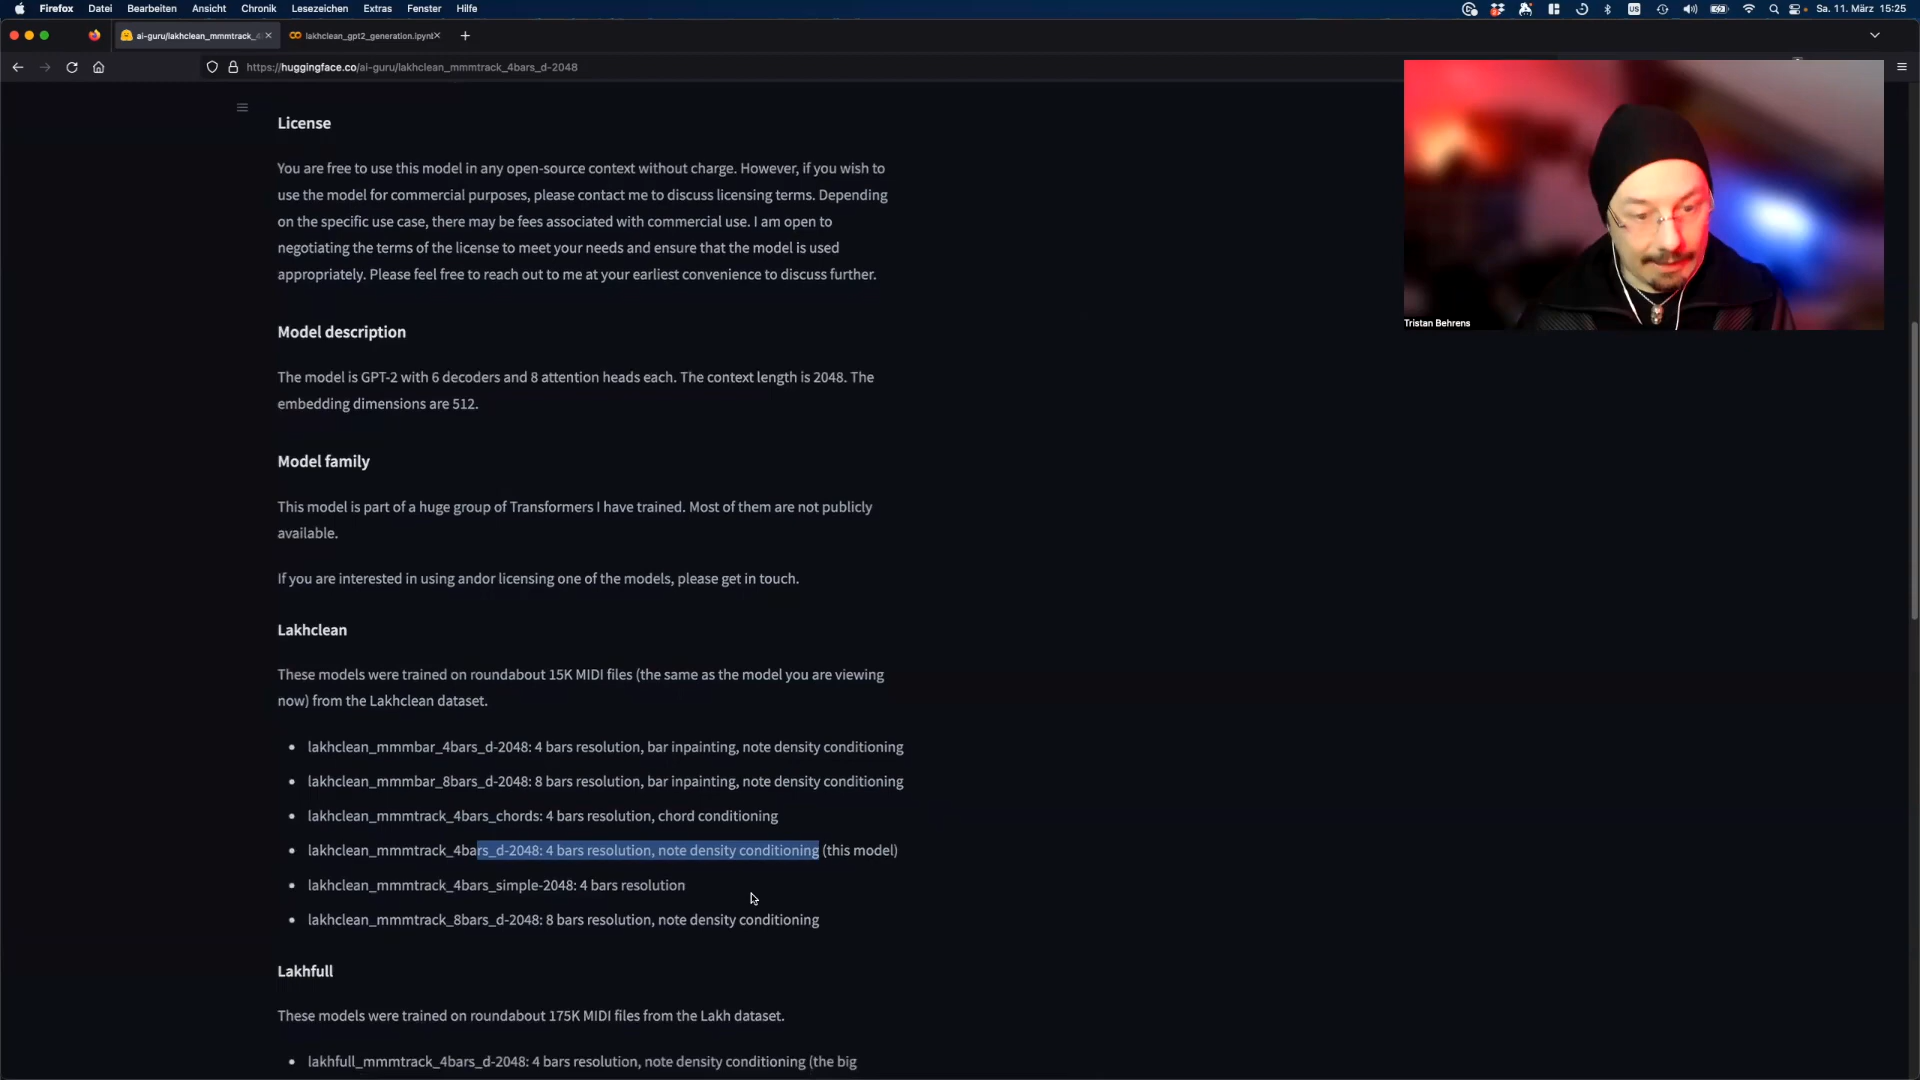 Firefox Datei Bearbeiten Ansicht Chronik Lesezeichen Extras Fenster Hilfe US Sa. 11. März 15:25
ai-guru/lakhclean_mmmtrack_4 lakhclean_gpt2_generation.ipynt
https://huggingface.co/ai-guru/lakhclean_mmmtrack_4bars_d-2048
License
You are free to use this model in any open-source context without charge. However, if you wish to
use the model for commercial purposes, please contact me to discuss licensing terms. Depending
on the specific use case, there may be fees associated with commercial use. I am open to
negotiating the terms of the license to meet your needs and ensure that the model is used
appropriately. Please feel free to reach out to me at your earliest convenience to discuss further.
Tristan Behrens
Model description
The model is GPT-2 with 6 decoders and 8 attention heads each. The context length is 2048. The
embedding dimensions are 512.
Model family
This model is part of a huge group of Transformers I have trained. Most of them are not publicly
available.
If you are interested in using andor licensing one of the models, please get in touch.
Lakhclean
These models were trained on roundabout 15K MIDI files (the same as the model you are viewing
now) from the Lakhclean dataset.
• lakhclean_mmmbar_4bars_d-2048: 4 bars resolution, bar inpainting, note density conditioning
• lakhclean_mmmbar_8bars_d-2048: 8 bars resolution, bar inpainting, note density conditioning
• lakhclean_mmmtrack_4bars_chords: 4 bars resolution, chord conditioning
• lakhclean_mmmtrack_4bars_d-2048: 4 bars resolution, note density conditioning (this model)
• lakhclean_mmmtrack_4bars_simple-2048: 4 bars resolution
• lakhclean_mmmtrack_8bars_d-2048: 8 bars resolution, note density conditioning
Lakhfull
These models were trained on roundabout 175K MIDI files from the Lakh dataset.
• lakhfull_mmmtrack_4bars_d-2048: 4 bars resolution, note density conditioning (the big